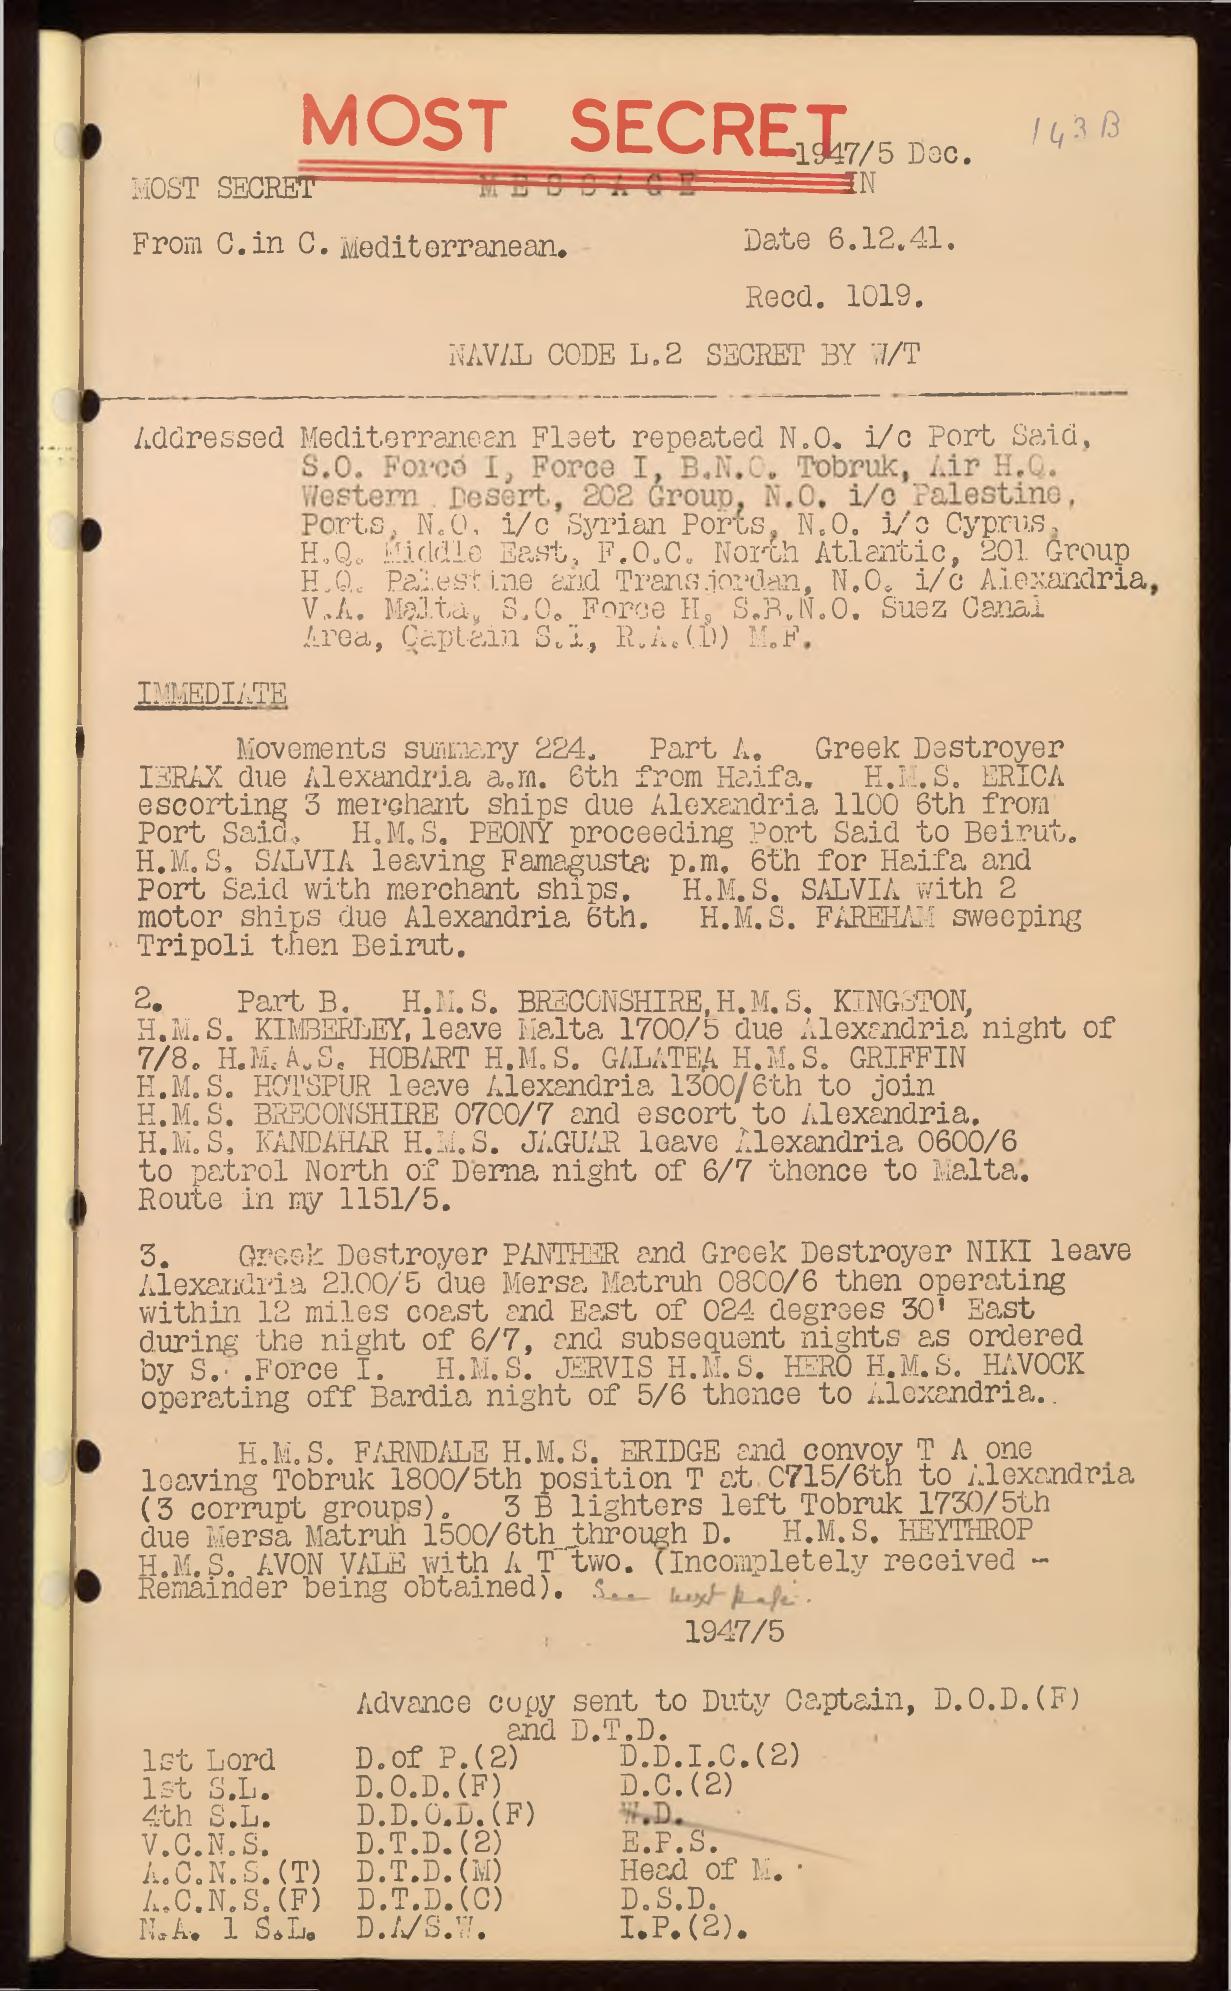 MOST SECRET
143B
1947/5 Dec.
MOST SECRET MESSAGE IN
From C.in C. Mediterranean. Date 6.12.41.
Recd. 1019.
NAVAL CODE L.2 SECRET BY W/T
Addressed Mediterranean Fleet repeated N.O. i/c Port Said,
S.O. Force I, Force I, B.N.O. Tobruk, Air H.Q.
Western Desert, 202 Group, N.O. i/c Palestine,
Ports, N.O. i/c Syrian Ports, N.O. i/c Cyprus,
H.Q. Middle East, F.O.C. North Atlantic, 201 Group
H.Q. Palestine and Transjordan, N.O. i/c Alexandria,
V.A. Malta, S.O. Force H, S.B.N.O. Suez Canal
Area, Captain S.1, R.A.(D) M.F.
IMMEDIATE
Movements summary 224. Part A. Greek Destroyer
IERAX due Alexandria a.m. 6th from Haifa. H.M.S. ERICA
escorting 3 merchant ships due Alexandria 1100 6th from
Port Said. H.M.S. PEONY proceeding Port Said to Beirut.
H.M.S. SALVIA leaving Famagusta p.m. 6th for Haifa and
Port Said with merchant ships. H.M.S. SALVIA with 2
motor ships due Alexandria 6th. H.M.S. FAREHAM sweeping
Tripoli then Beirut.
2. Part B. H.M.S. BRECONSHIRE, H.M.S. KINGSTON,
H.M.S. KIMBERLEY, leave Malta 1700/5 due Alexandria night of
7/8. H.M.A.S. HOBART H.M.S. GALATEA H.M.S. GRIFFIN
H.M.S. HOTSPUR leave Alexandria 1300/6th to join
H.M.S. BRECONSHIRE 0700/7 and escort to Alexandria.
H.M.S. KANDAHAR H.M.S. JAGUAR leave Alexandria 0600/6
to patrol North of Derna night of 6/7 thence to Malta.
Route in my 1151/5.
3. Greek Destroyer PANTHER and Greek Destroyer NIKI leave
Alexandria 2100/5 due Mersa Matruh 0800/6 then operating
within 12 miles coast and East of 024 degrees 30' East
during the night of 6/7, and subsequent nights as ordered
by S. .Force I. H.M.S. JERVIS H.M.S. HERO H.M.S. HAVOCK
operating off Bardia night of 5/6 thence to Alexandria.
H.M.S. FARNDALE H.M.S. ERIDGE and convoy T A one
leaving Tobruk 1800/5th position T at 0715/6th to Alexandria
(3 corrupt groups). 3 B lighters left Tobruk 1730/5th
due Mersa Matruh 1500/6th through D. H.M.S. HEYTHROP
H.M.S. AVON VALE with A T two. (Incompletely received -
Remainder being obtained). See next page.
1947/5
Advance copy sent to Duty Captain, D.O.D.(F)
and D.T.D.
1st Lord D.of P.(2) D.D.I.C.(2)
1st S.L. D.O.D.(F) D.C.(2)
4th S.L. D.D.O.D.(F) W.D.
V.C.N.S. D.T.D.(2) E.P.S.
A.C.N.S.(T) D.T.D.(M) Head of M.
A.C.N.S.(F) D.T.D.(C) D.S.D.
N.A. 1 S.L. D.A/S.W. I.P.(2).